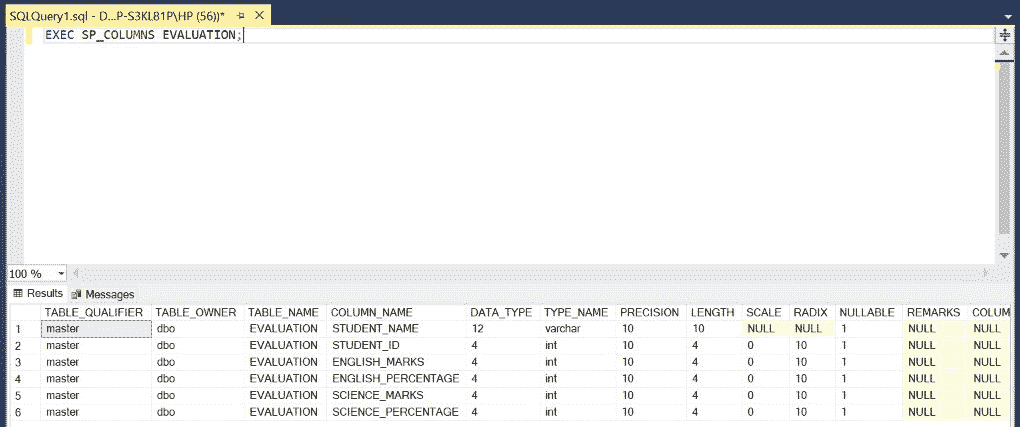 SQLQuery1.sql - D...P-S3KL81P\HP (56))*
EXEC SP_COLUMNS EVALUATION;
100 %
Results Messages
TABLE_QUALIFIER TABLE_OWNER TABLE_NAME COLUMN_NAME DATA_TYPE TYPE_NAME PRECISION LENGTH SCALE RADIX NULLABLE REMARKS COLUM
1 master dbo EVALUATION STUDENT_NAME 12 varchar 10 10 NULL NULL 1 NULL NULL
2 master dbo EVALUATION STUDENT_ID 4 int 10 4 0 10 1 NULL NULL
3 master dbo EVALUATION ENGLISH_MARKS 4 int 10 4 0 10 1 NULL NULL
4 master dbo EVALUATION ENGLISH_PERCENTAGE 4 int 10 4 0 10 1 NULL NULL
5 master dbo EVALUATION SCIENCE_MARKS 4 int 10 4 0 10 1 NULL NULL
6 master dbo EVALUATION SCIENCE_PERCENTAGE 4 int 10 4 0 10 1 NULL NULL